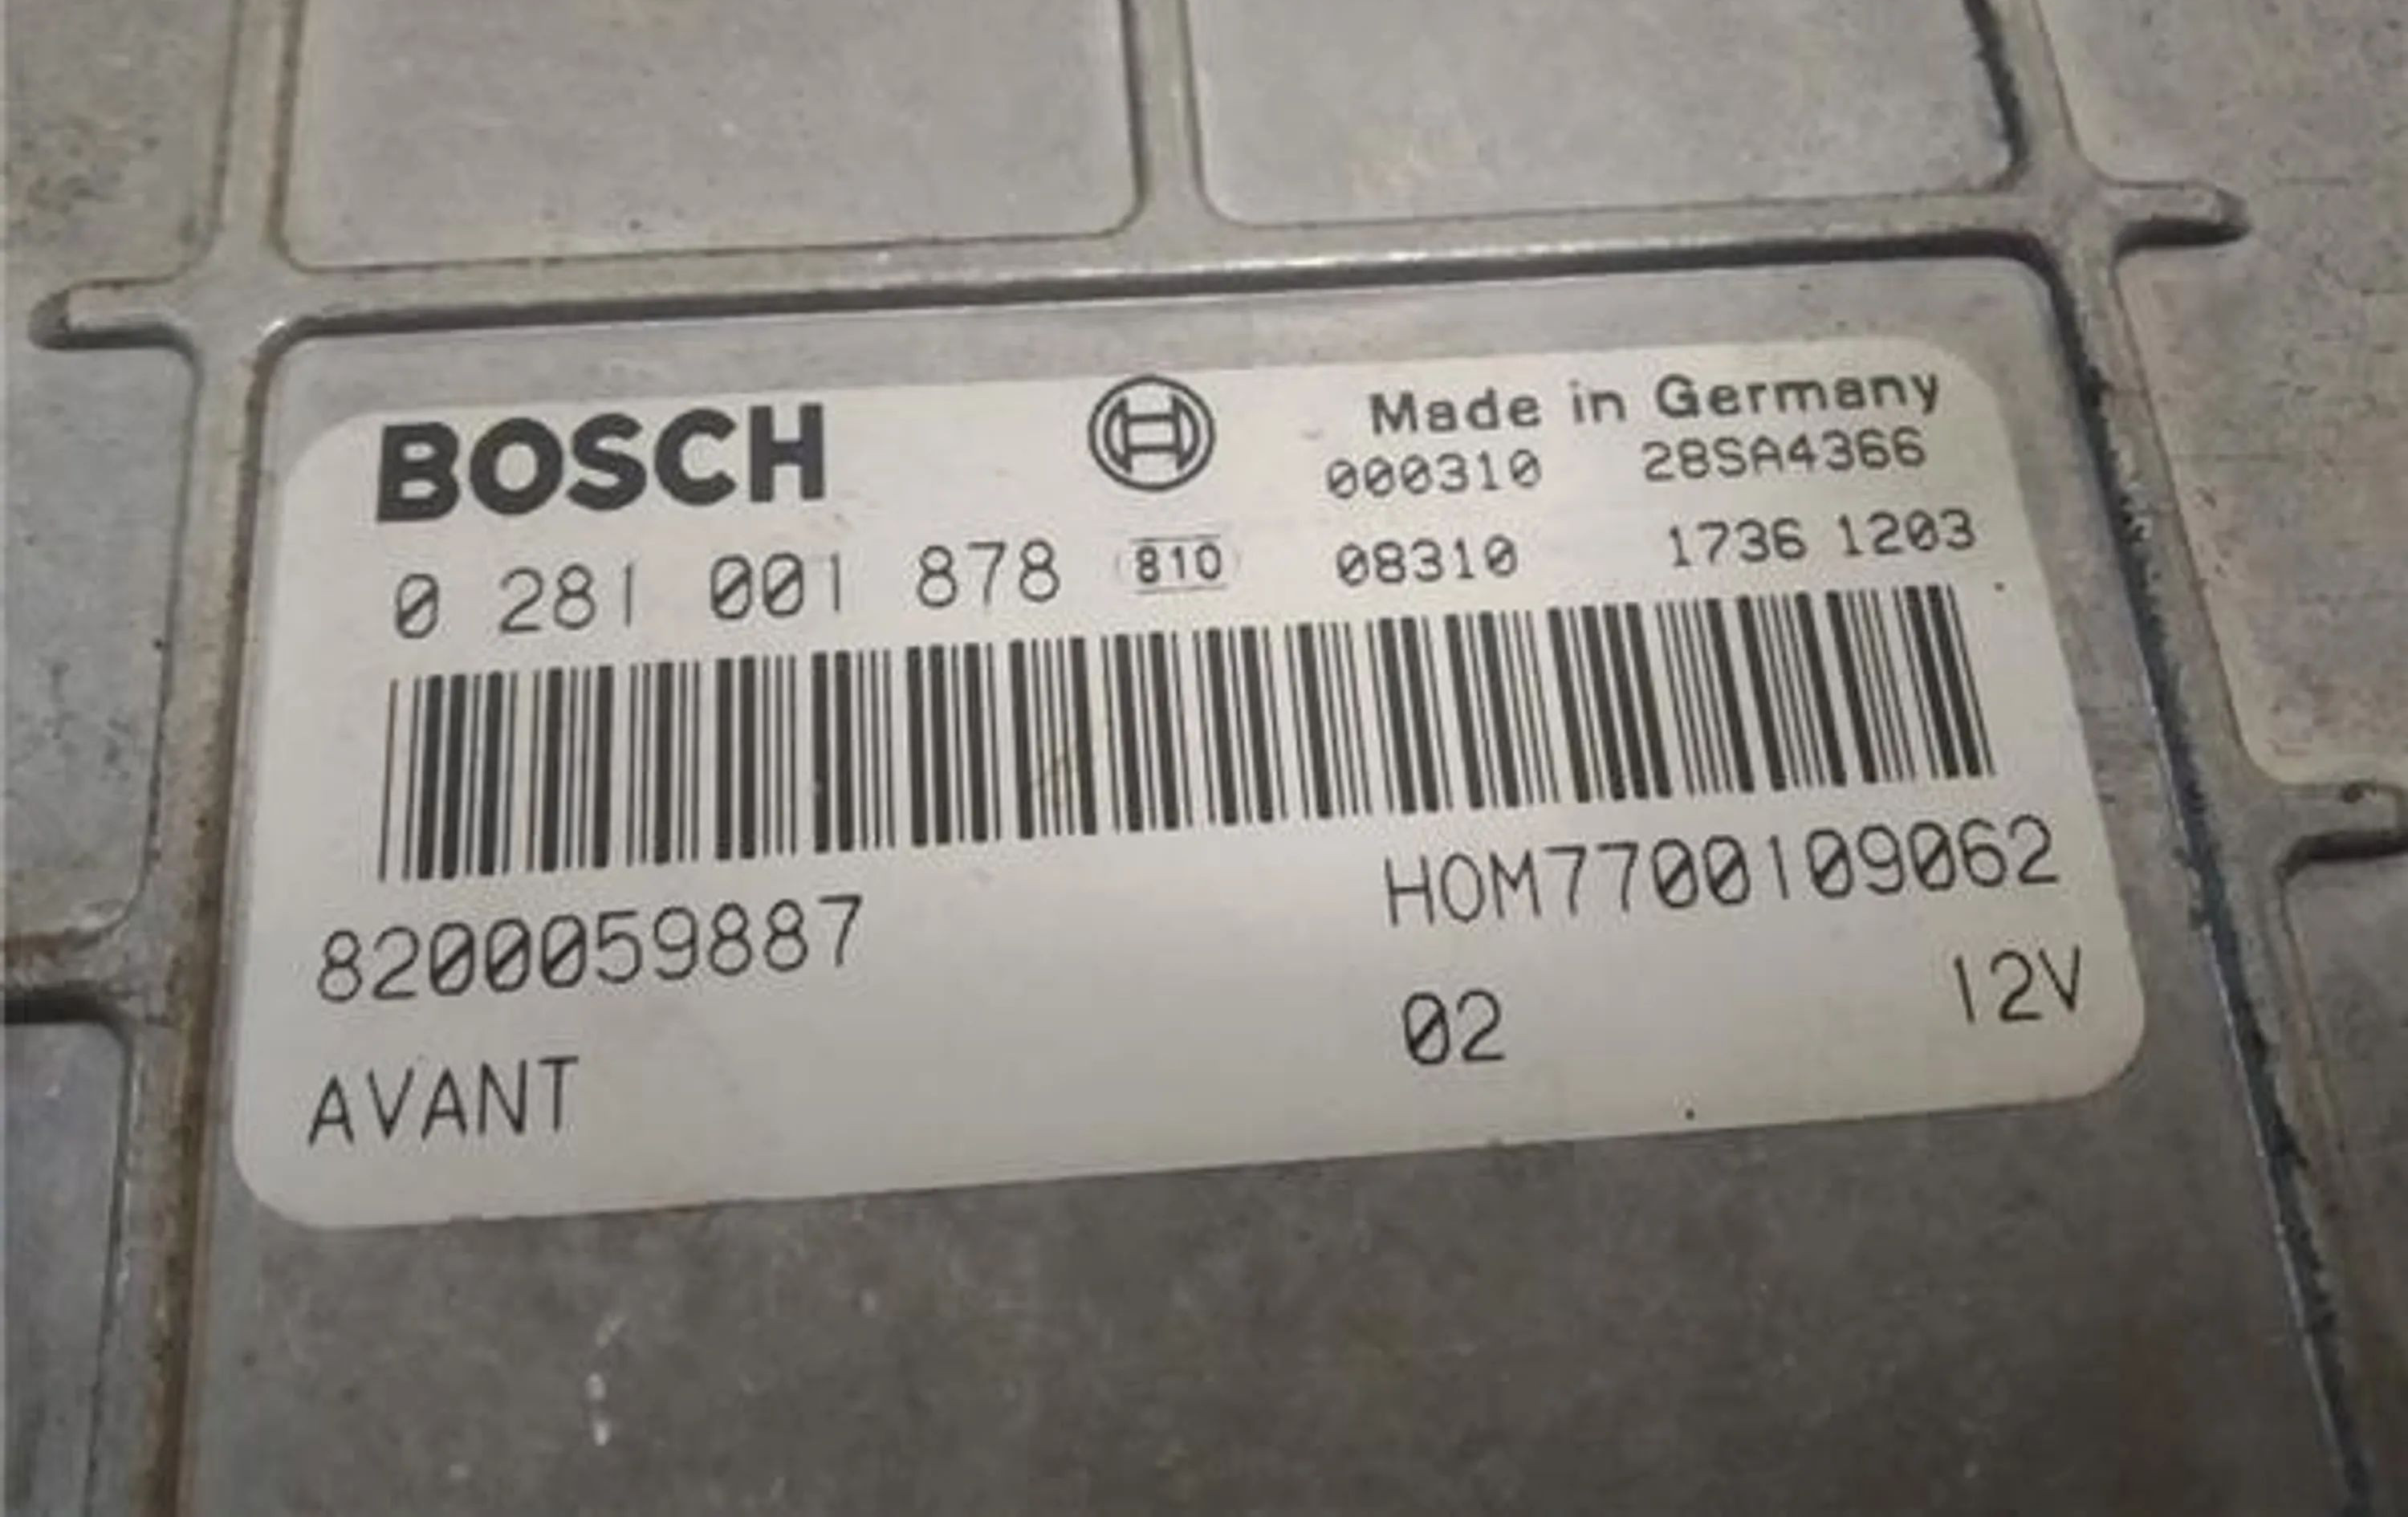 BOSCH Made in Germany
000310 28SA4366
0 281 001 878 810 08310 1736 1203
8200059887 HOM7700109062
AVANT 02 12V